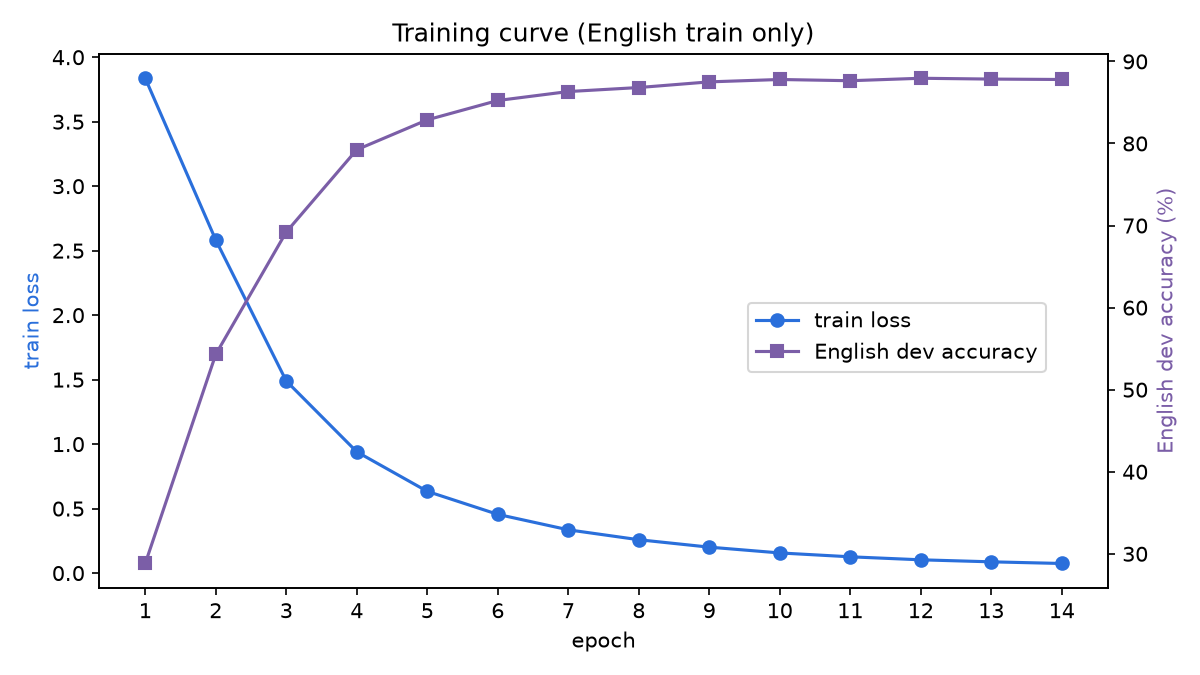 Training curve (English train only)
4.0
3.5
3.0
2.5
2.0
1.5
1.0
0.5
0.0
train loss
90
80
70
60
50
40
30
English dev accuracy (%)
train loss
English dev accuracy
1 2 3 4 5 6 7 8 9 10 11 12 13 14
epoch